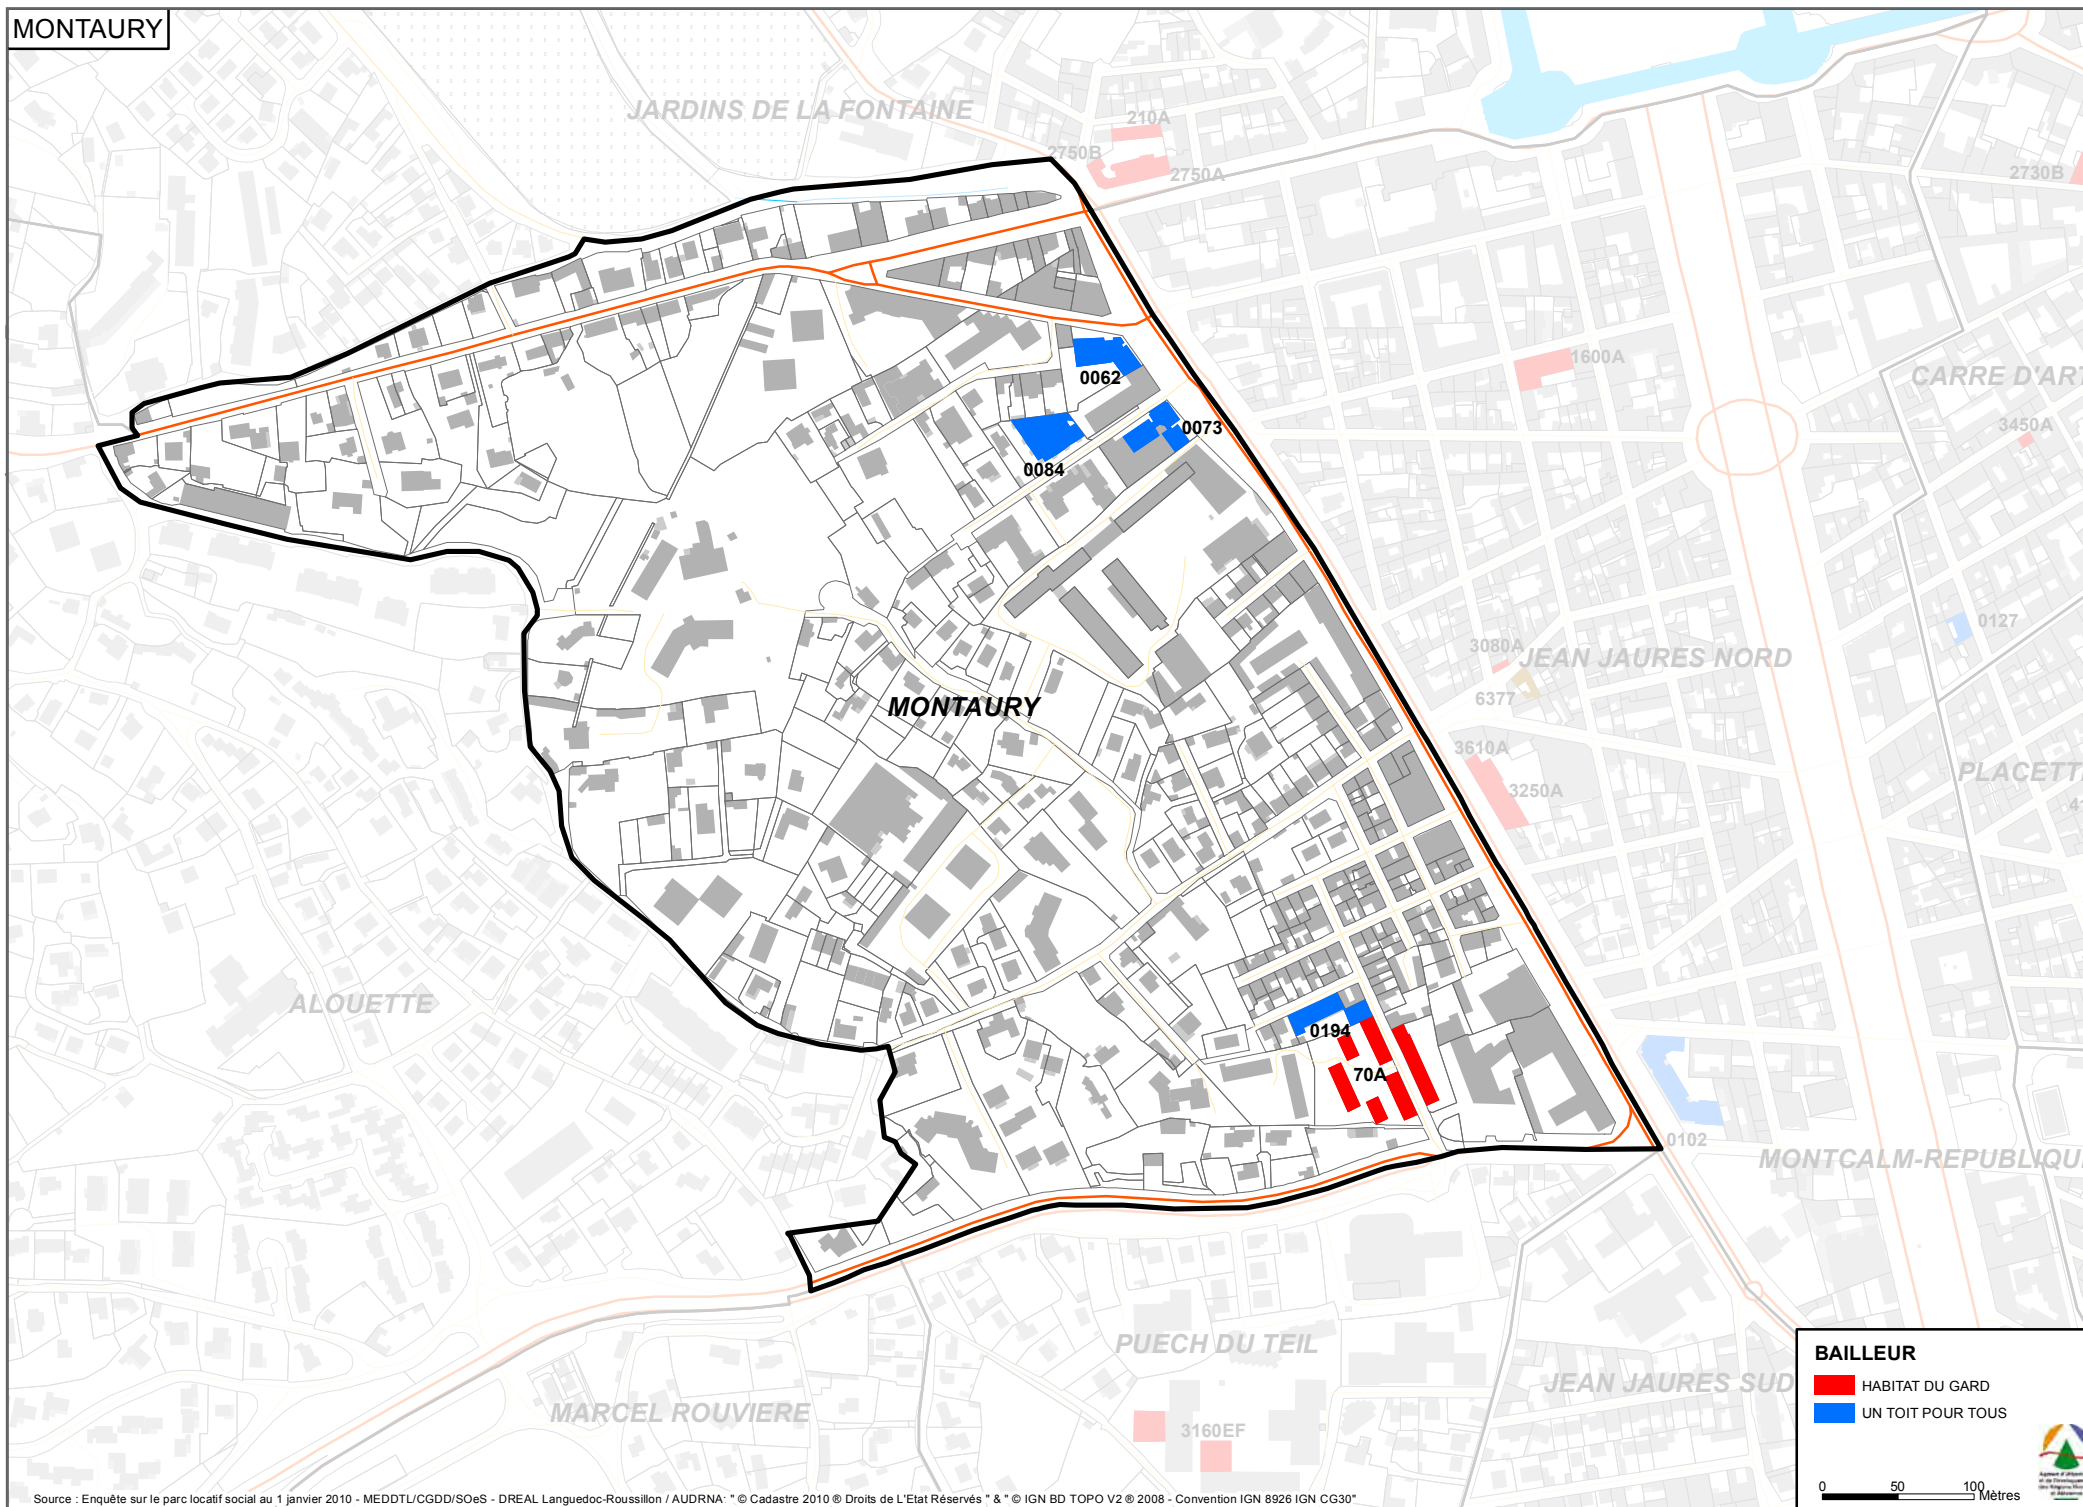 MONTAURY
JARDINS DE LA FONTAINE
210A
2750B
2750A
2730B
1600A
CARRE D'ART
0062
3450A
0073
0084
0127
3080A
JEAN JAURES NORD
6377
MONTAURY
3610A
PLACETT
3250A
ALOUETTE
0194
70A
0102
MONTCALM-REPUBLIQU
PUECH DU TEIL
BAILLEUR
HABITAT DU GARD
JEAN JAURES SUD
UN TOIT POUR TOUS
MARCEL ROUVIERE
3160EF
0 50 100
Mètres
Source : Enquête sur le parc locatif social au 1 janvier 2010 - MEDDTL/CGDD/SOeS - DREAL Languedoc-Roussillon / AUDRNA: " © Cadastre 2010 ® Droits de L'Etat Réservés " & " © IGN BD TOPO V2 ® 2008 - Convention IGN 8926 IGN CG30"